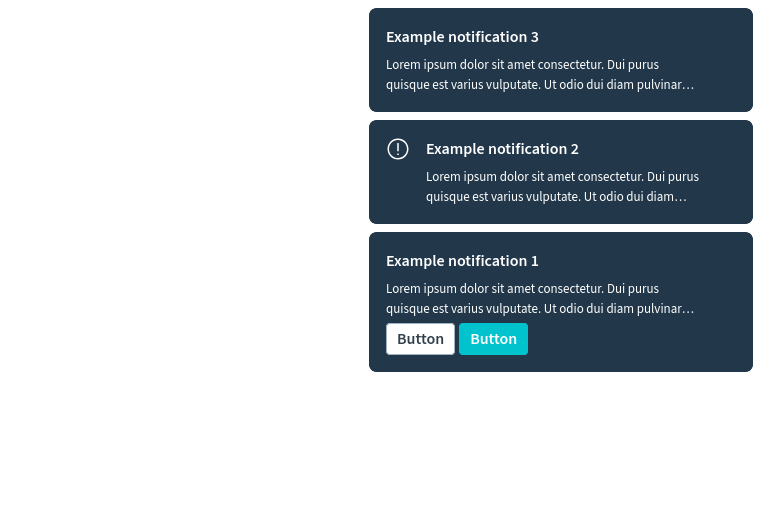 Example notification 3
Lorem ipsum dolor sit amet consectetur. Dui purus
quisque est varius vulputate. Ut odio dui diam pulvinar…
Example notification 2
Lorem ipsum dolor sit amet consectetur. Dui purus
quisque est varius vulputate. Ut odio dui diam…
Example notification 1
Lorem ipsum dolor sit amet consectetur. Dui purus
quisque est varius vulputate. Ut odio dui diam pulvinar…
Button Button